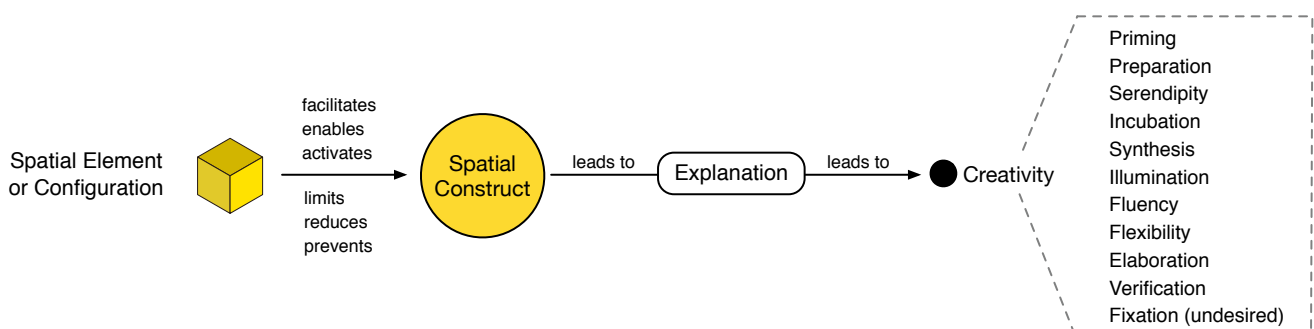 Spatial Element
or Configuration
facilitates
enables
activates
limits
reduces
prevents
Spatial
Construct
leads to
Explanation
leads to
Creativity
Priming
Preparation
Serendipity
Incubation
Synthesis
Illumination
Fluency
Flexibility
Elaboration
Verification
Fixation (undesired)